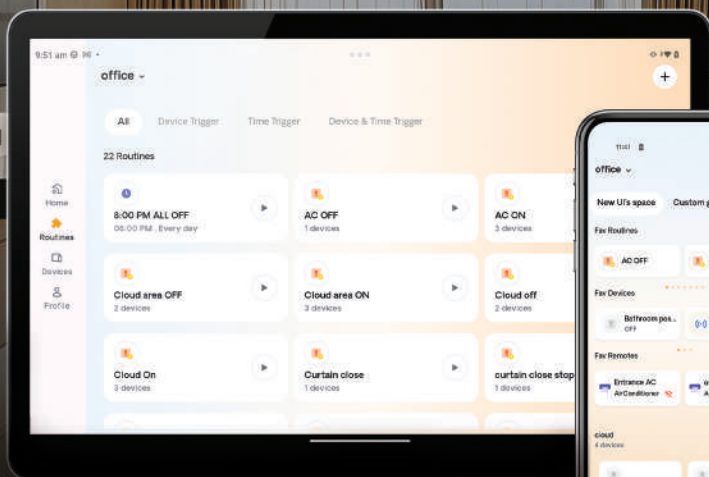 9:51 am
office
All Device Trigger Time Trigger Device & Time Trigger
22 Routines
Home
Routines
Devices
Profile
8:00 PM ALL OFF
08:00 PM , Every day
AC OFF
1 devices
AC ON
3 devices
Cloud area OFF
2 devices
Cloud area ON
3 devices
Cloud off
2 devices
Cloud On
3 devices
Curtain close
1 devices
curtain close stop
1 devices
11:41
office
New UI's space Custom g
Fav Routines
AC OFF
Fav Devices
Bathroom pas..
OFF
Fav Remotes
Entrance AC
AirConditioner
cloud
4 devices